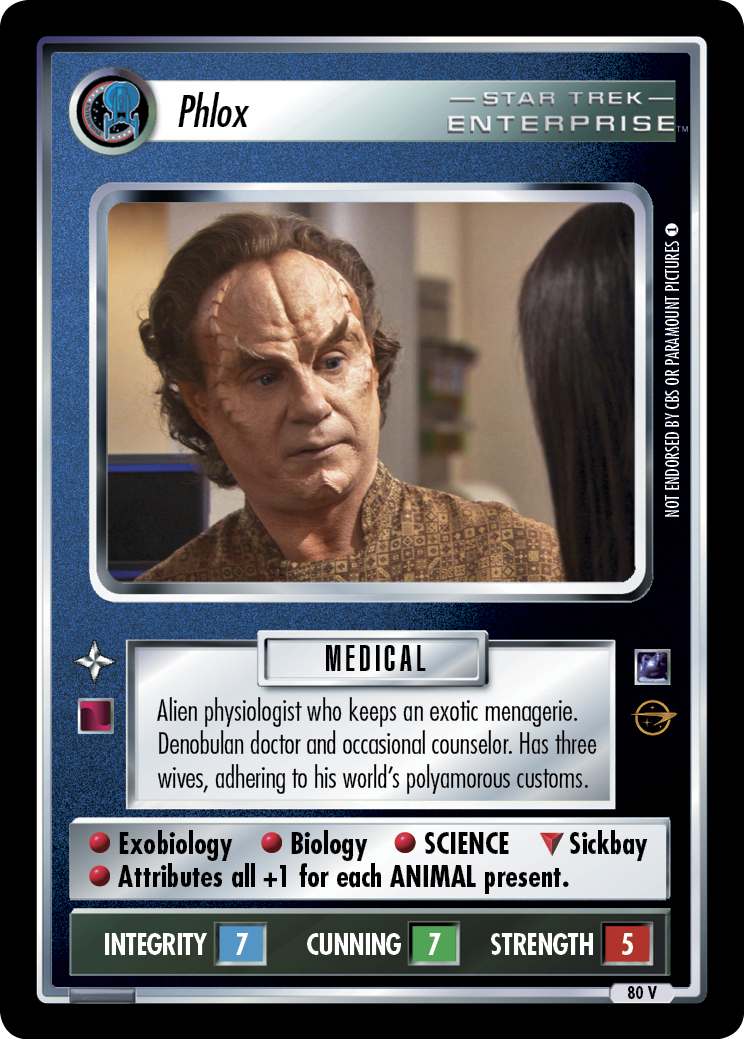 Phlox
STAR TREK
ENTERPRISE™
NOT ENDORSED BY CBS OR PARAMOUNT PICTURES 1
MEDICAL
Alien physiologist who keeps an exotic menagerie.
Denobulan doctor and occasional counselor. Has three
wives, adhering to his world's polyamorous customs.
Exobiology Biology SCIENCE Sickbay
Attributes all +1 for each ANIMAL present.
INTEGRITY 7 CUNNING 7 STRENGTH 5
80 V